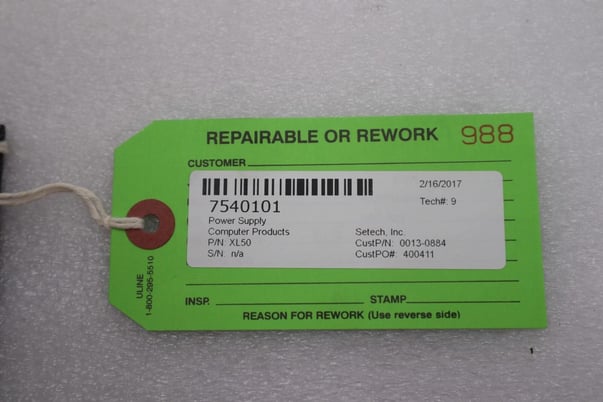 REPAIRABLE OR REWORK 988
CUSTOMER
2/16/2017
7540101 Tech#: 9
Power Supply
Computer Products Setech, Inc.
P/N: XL50 CustP/N: 0013-0884
S/N: n/a CustPO#: 400411
ULINE
1-800-295-5510
INSP. STAMP
REASON FOR REWORK (Use reverse side)
1